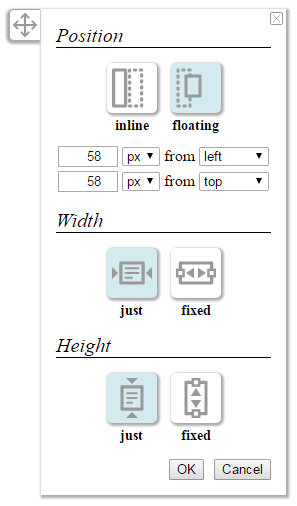 Position
inline floating
58 px from left
58 px from top
Width
just fixed
Height
just fixed
OK Cancel